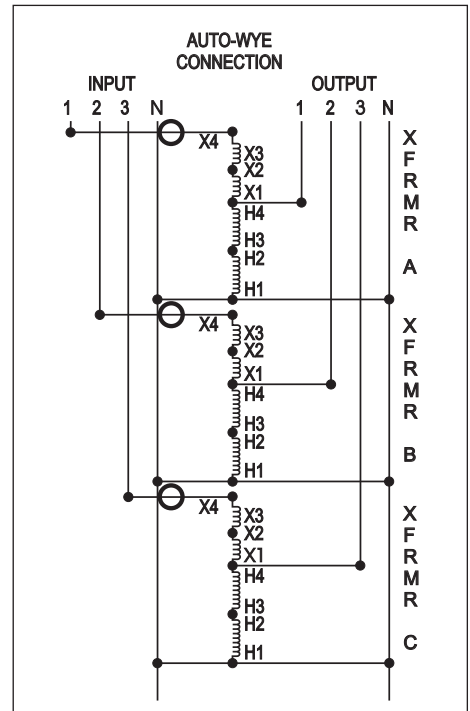 AUTO-WYE
CONNECTION
INPUT
OUTPUT
1 2 3 N
1 2 3 N
X4
X3
X2
X1
H4
H3
H2
H1
X
F
R
M
R
A
X4
X3
X2
X1
H4
H3
H2
H1
X
F
R
M
R
B
X4
X3
X2
X1
H4
H3
H2
H1
X
F
R
M
R
C